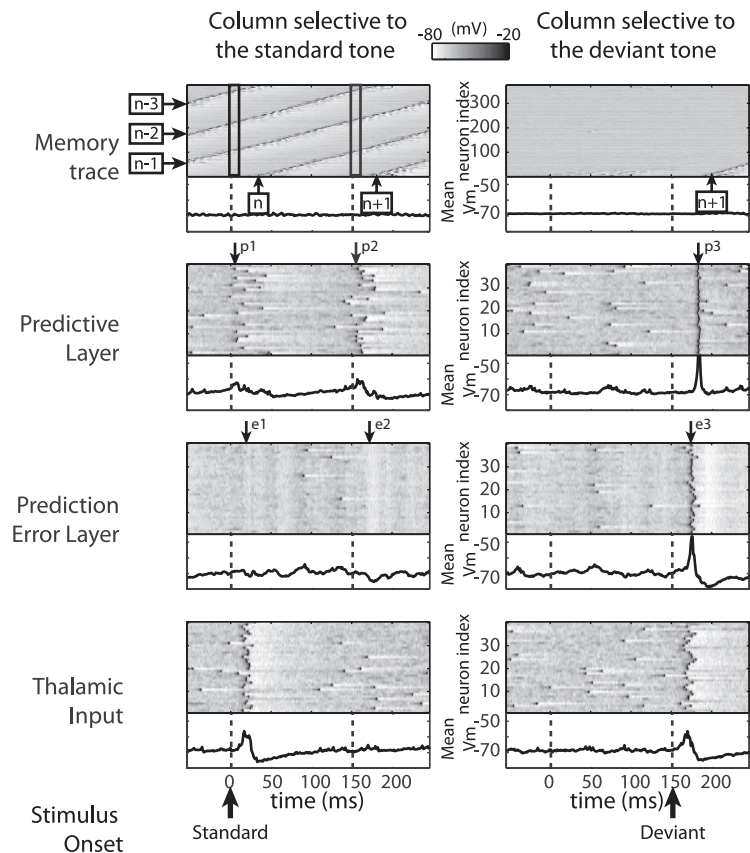 Column selective to
the standard tone
-80 (mV) -20
Column selective to
the deviant tone
Memory
trace
n-3
n-2
n-1
n
n+1
n+1
neuron index
300
200
100
Mean
Vm
-50
-70
p1
p2
p3
Predictive
Layer
neuron index
30
20
10
Mean
Vm
-50
-70
e1
e2
e3
Prediction
Error Layer
neuron index
30
20
10
Mean
Vm
-50
-70
Thalamic
Input
neuron index
30
20
10
Mean
Vm
-50
-70
0 50 100 150 200
time (ms)
0 50 100 150 200
time (ms)
Stimulus
Onset
Standard
Deviant